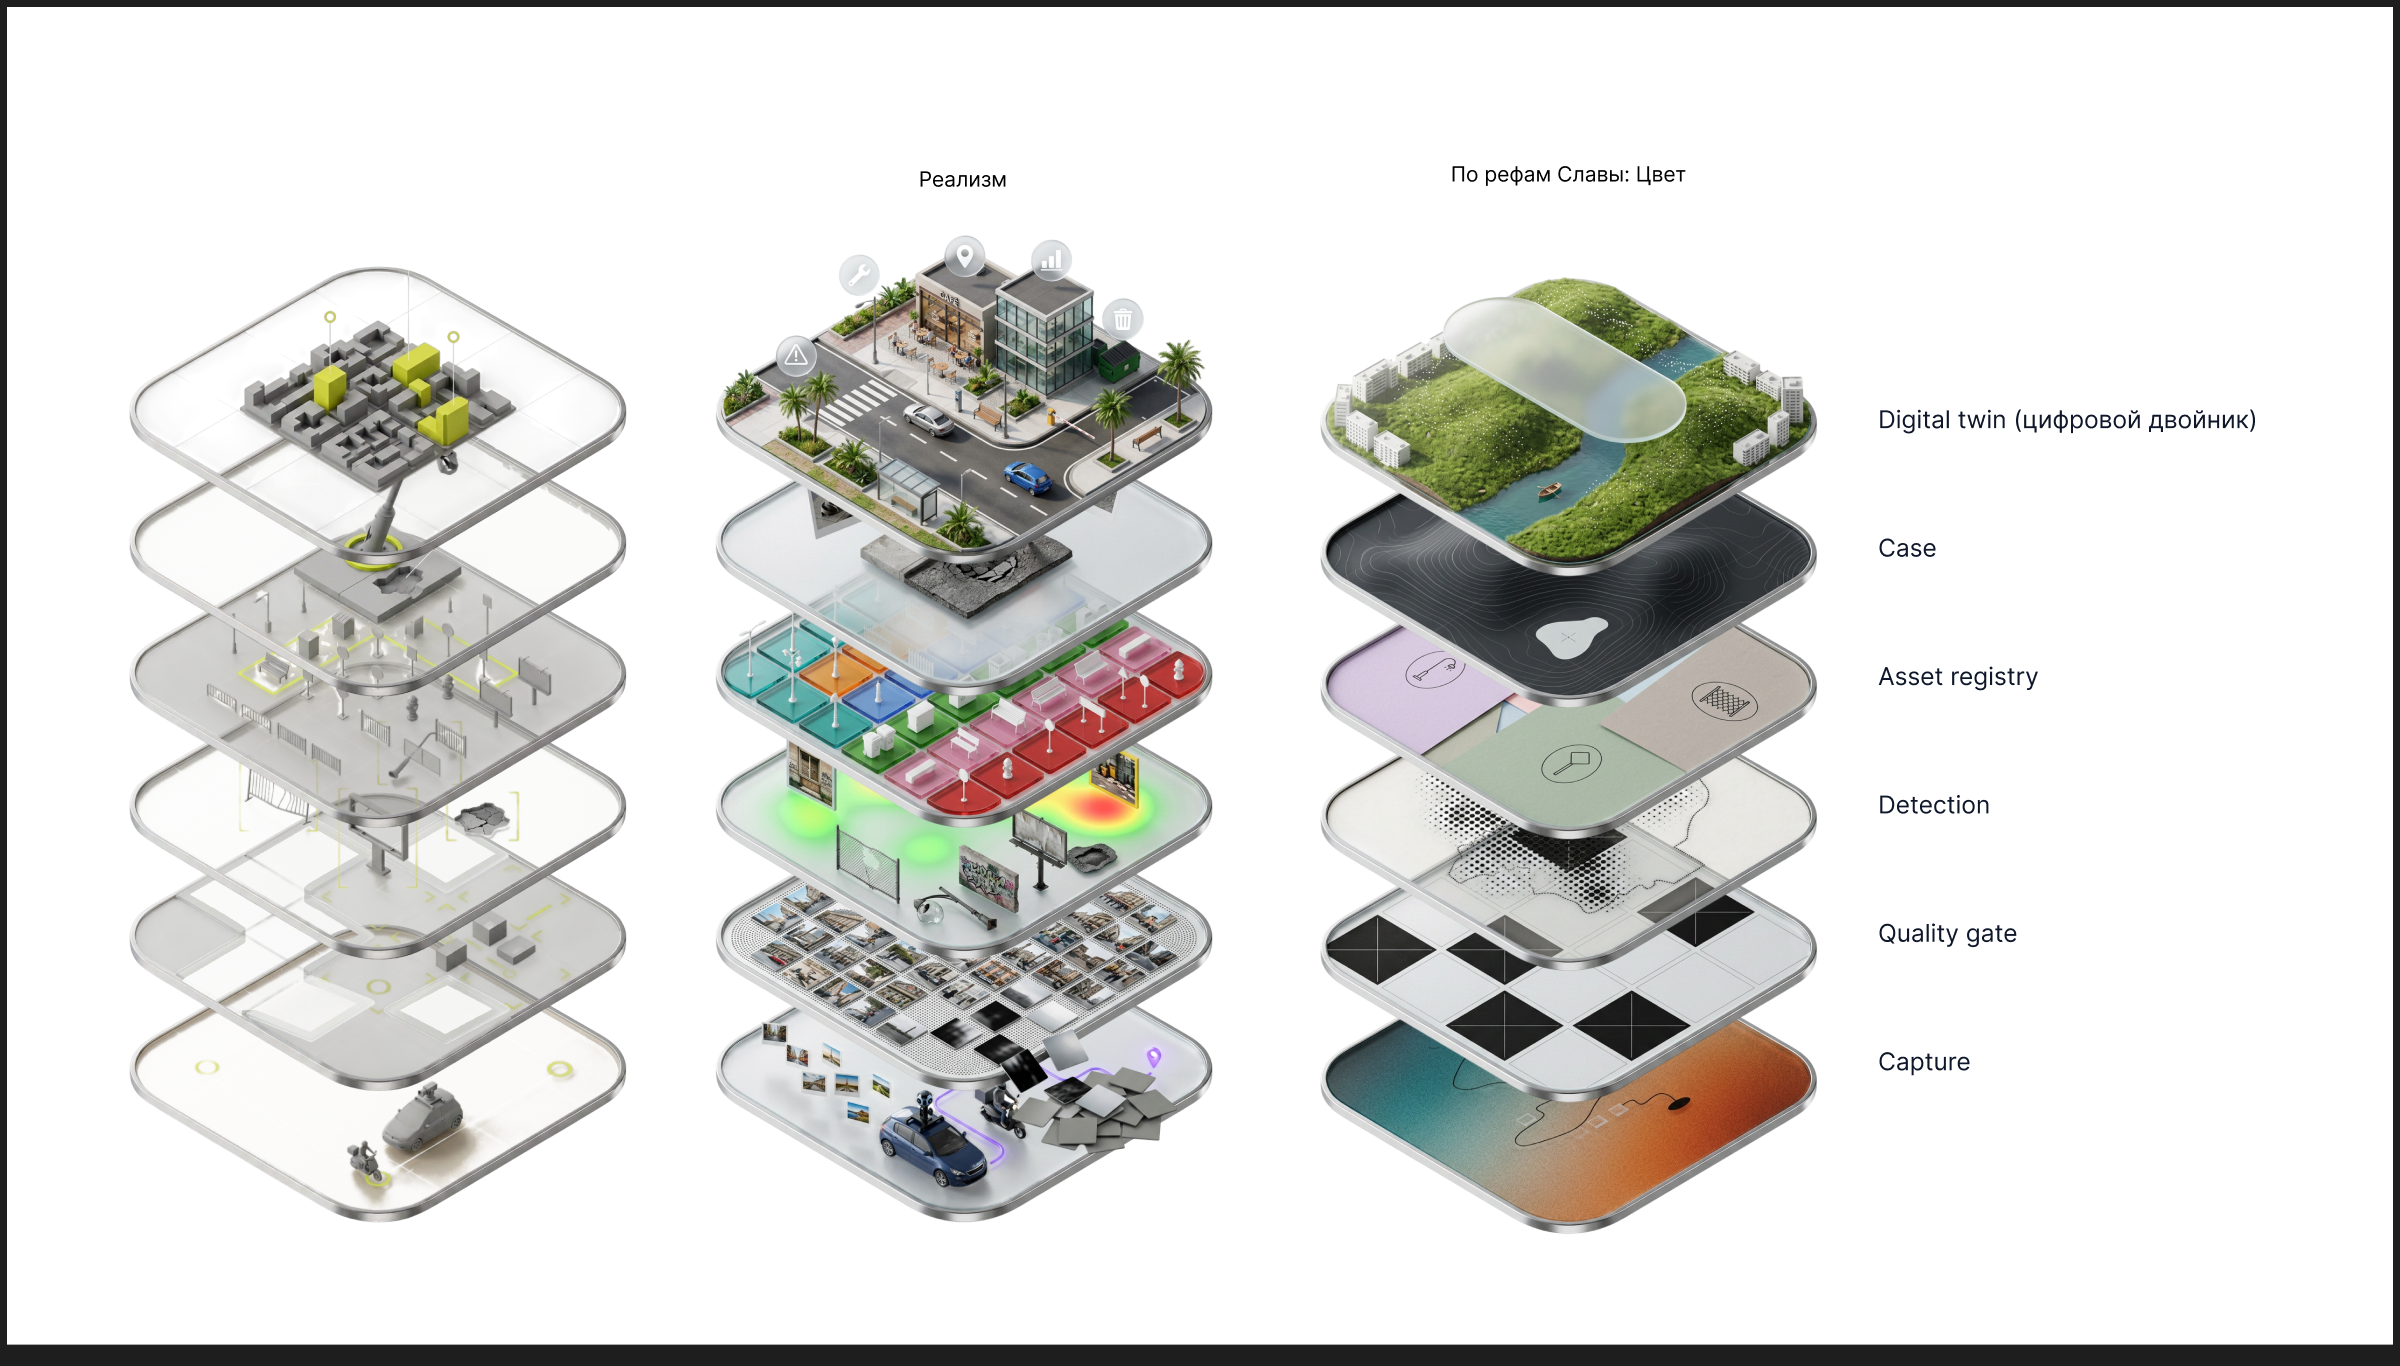 Реализм
По рефам Славы: Цвет
Digital twin (цифровой двойник)
Case
Asset registry
Detection
Quality gate
Capture